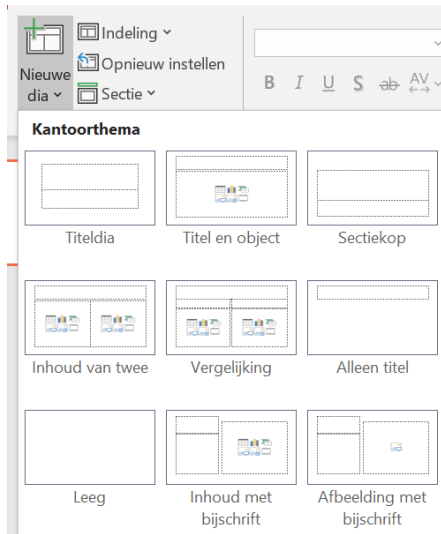 Nieuwe
dia
Indeling
Opnieuw instellen
Sectie
B I U S ab AV
Kantoorthema
Titeldia
Titel en object
Sectiekop
Inhoud van twee
Vergelijking
Alleen titel
Leeg
Inhoud met
bijschrift
Afbeelding met
bijschrift